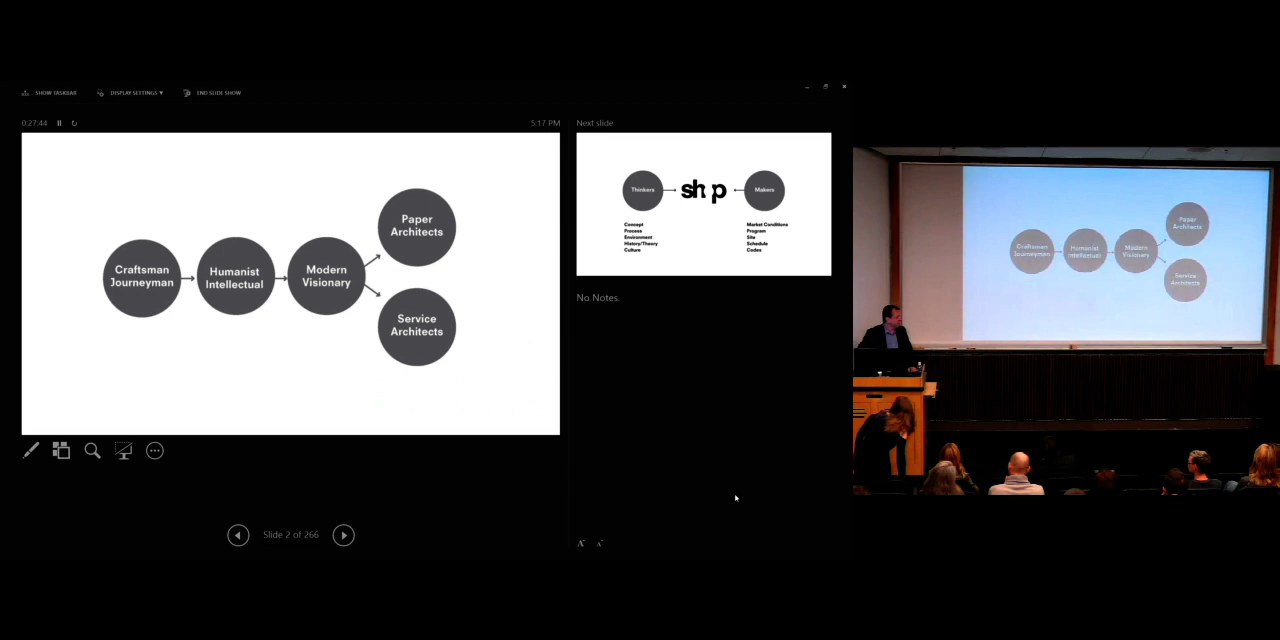 SHOW TASKBAR
DISPLAY SETTINGS ▾
END SLIDE SHOW
0:27:44
5:17 PM
Craftsman
Journeyman
Humanist
Intellectual
Modern
Visionary
Paper
Architects
Service
Architects
Slide 2 of 266
Next slide
Thinkers
shop
Makers
Concept
Process
Environment
History/Theory
Culture
Market Conditions
Program
Site
Schedule
Codes
No Notes.
A
A
Craftsman
Journeyman
Humanist
Intellectual
Modern
Visionary
Paper
Architects
Service
Architects